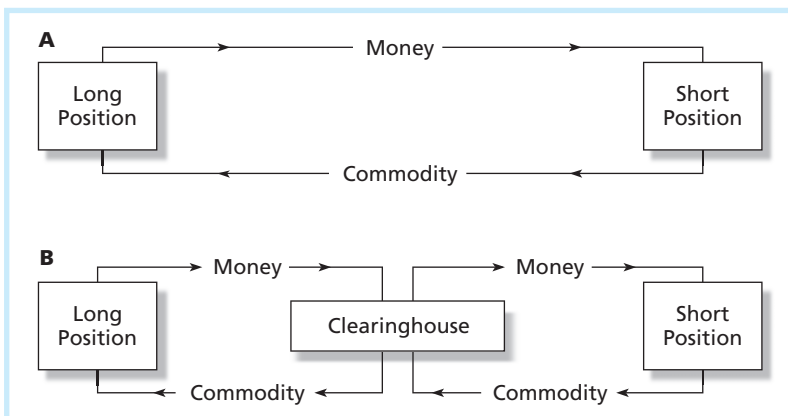 A
Money
Long
Position
Short
Position
Commodity
B
Money
Money
Long
Position
Clearinghouse
Short
Position
Commodity
Commodity